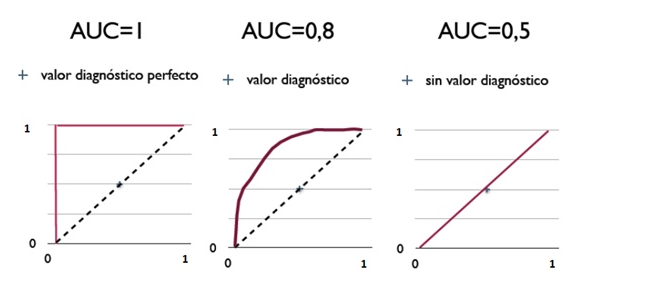 AUC=1
+ valor diagnóstico perfecto
1
0
0
1
AUC=0,8
+ valor diagnóstico
1
0
0
1
AUC=0,5
+ sin valor diagnóstico
1
0
0
1